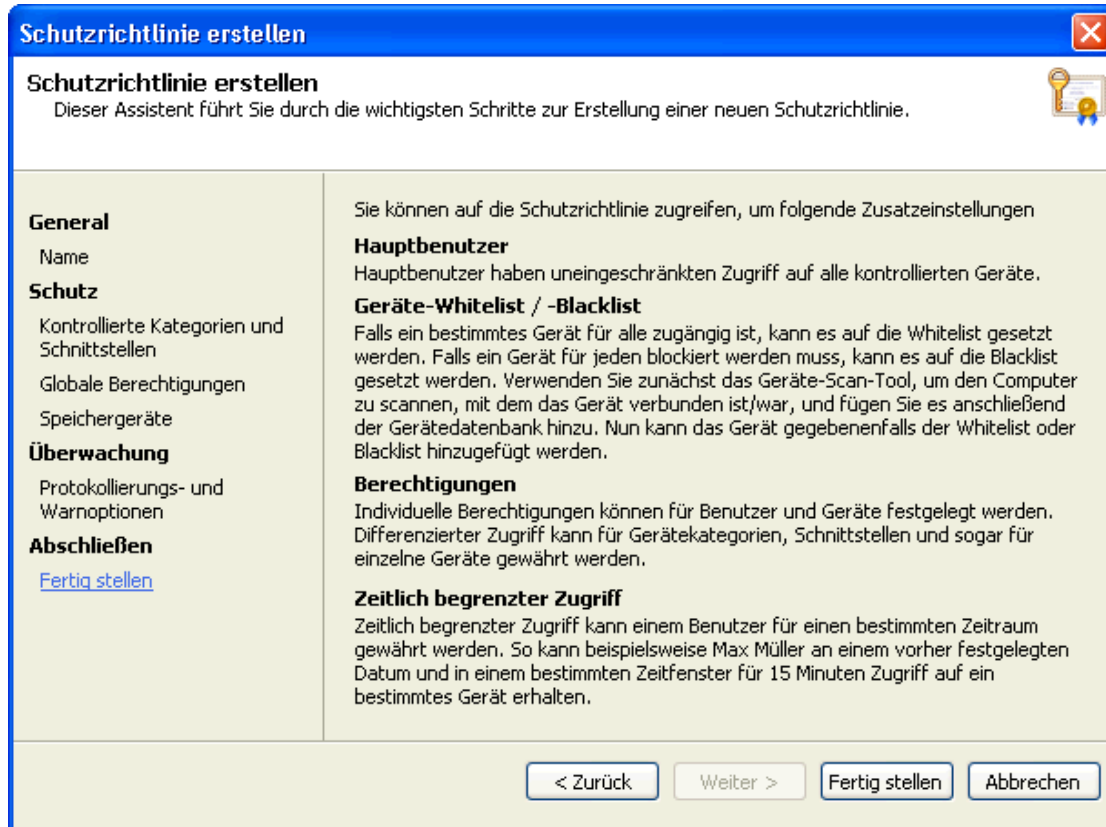 Schutzrichtlinie erstellen
Schutzrichtlinie erstellen
Dieser Assistent führt Sie durch die wichtigsten Schritte zur Erstellung einer neuen Schutzrichtlinie.
General
Name
Schutz
Kontrollierte Kategorien und
Schnittstellen
Globale Berechtigungen
Speichergeräte
Überwachung
Protokollierungs- und
Warnoptionen
Abschließen
Fertig stellen
Sie können auf die Schutzrichtlinie zugreifen, um folgende Zusatzeinstellungen
Hauptbenutzer
Hauptbenutzer haben uneingeschränkten Zugriff auf alle kontrollierten Geräte.
Geräte-Whitelist / -Blacklist
Falls ein bestimmtes Gerät für alle zugängig ist, kann es auf die Whitelist gesetzt
werden. Falls ein Gerät für jeden blockiert werden muss, kann es auf die Blacklist
gesetzt werden. Verwenden Sie zunächst das Geräte-Scan-Tool, um den Computer
zu scannen, mit dem das Gerät verbunden ist/war, und fügen Sie es anschließend
der Gerätedatenbank hinzu. Nun kann das Gerät gegebenenfalls der Whitelist oder
Blacklist hinzugefügt werden.
Berechtigungen
Individuelle Berechtigungen können für Benutzer und Geräte festgelegt werden.
Differenzierter Zugriff kann für Gerätekategorien, Schnittstellen und sogar für
einzelne Geräte gewährt werden.
Zeitlich begrenzter Zugriff
Zeitlich begrenzter Zugriff kann einem Benutzer für einen bestimmten Zeitraum
gewährt werden. So kann beispielsweise Max Müller an einem vorher festgelegten
Datum und in einem bestimmten Zeitfenster für 15 Minuten Zugriff auf ein
bestimmtes Gerät erhalten.
< Zurück
Weiter >
Fertig stellen
Abbrechen